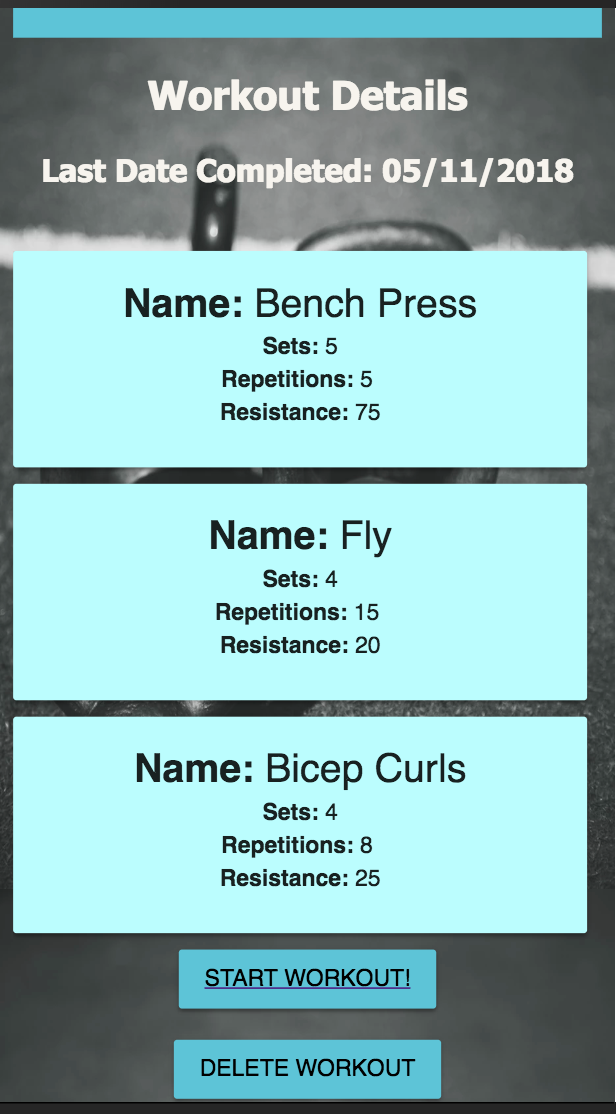 Workout Details
Last Date Completed: 05/11/2018
Name: Bench Press
Sets: 5
Repetitions: 5
Resistance: 75
Name: Fly
Sets: 4
Repetitions: 15
Resistance: 20
Name: Bicep Curls
Sets: 4
Repetitions: 8
Resistance: 25
START WORKOUT!
DELETE WORKOUT